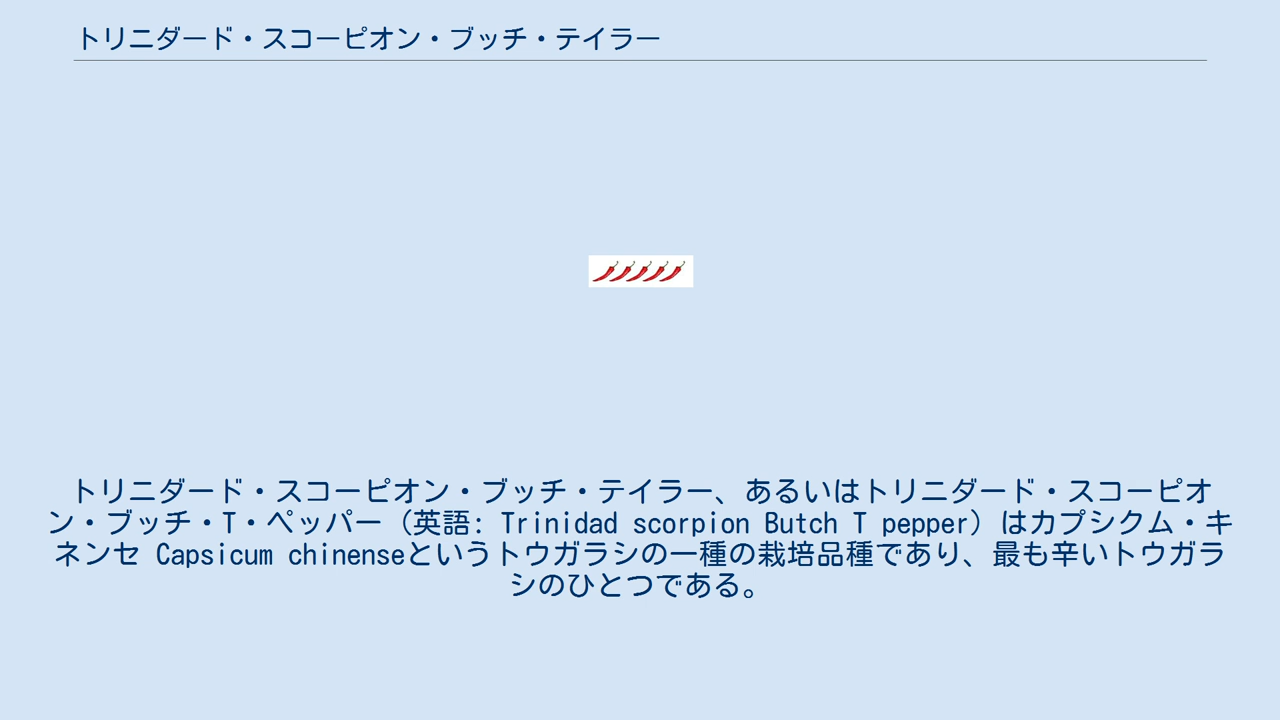 トリニダード・スコーピオン・ブッチ・テイラー
トリニダード・スコーピオン・ブッチ・テイラー、あるいはトリニダード・スコーピオ
ン・ブッチ・T・ペッパー（英語: Trinidad scorpion Butch T pepper）はカプシクム・キ
ネンセ Capsicum chinenseというトウガラシの一種の栽培品種であり、最も辛いトウガラ
シのひとつである。